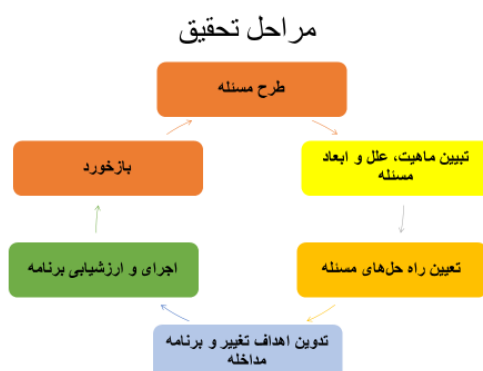 مراحل تحقیق
طرح مسئله
تبیین ماهیت، علل و ابعاد
مسئله
تعیین راه حل‌های مسئله
تدوین اهداف تغییر و برنامه
مداخله
اجرای و ارزشیابی برنامه
بازخورد